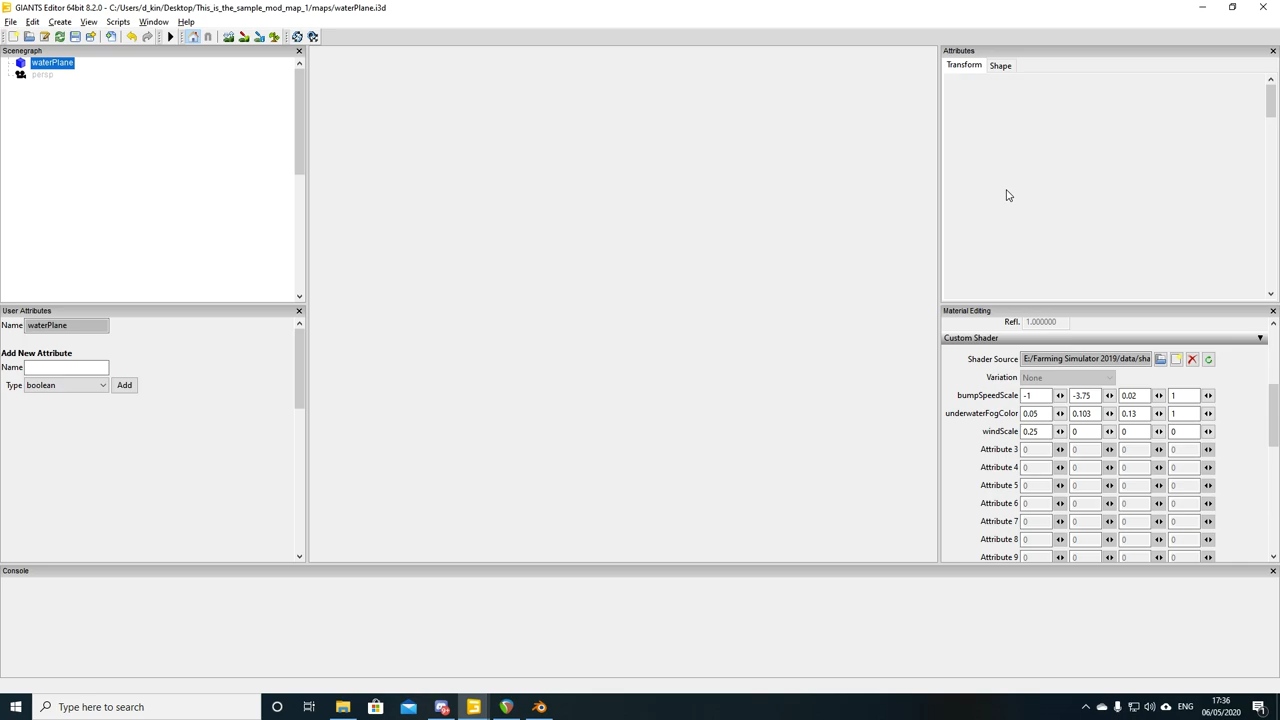 GIANTS Editor 64bit 8.2.0 - C:/Users/d_kin/Desktop/This_is_the_sample_mod_map_1/maps/waterPlane.i3d
File Edit Create View Scripts Window Help
Scenegraph
waterPlane
persp
Attributes
Transform Shape
User Attributes
Name waterPlane
Add New Attribute
Name
Type boolean Add
Material Editing
Refl. 1.000000
Custom Shader
Shader Source E:/Farming Simulator 2019/data/sha
Variation None
bumpSpeedScale -1 -3.75 0.02 1
underwaterFogColor 0.05 0.103 0.13 1
windScale 0.25 0 0 0
Attribute 3 0 0 0 0
Attribute 4 0 0 0 0
Attribute 5 0 0 0 0
Attribute 6 0 0 0 0
Attribute 7 0 0 0 0
Attribute 8 0 0 0 0
Attribute 9 0 0 0 0
Console
Type here to search
ENG
17:36
06/05/2020
1